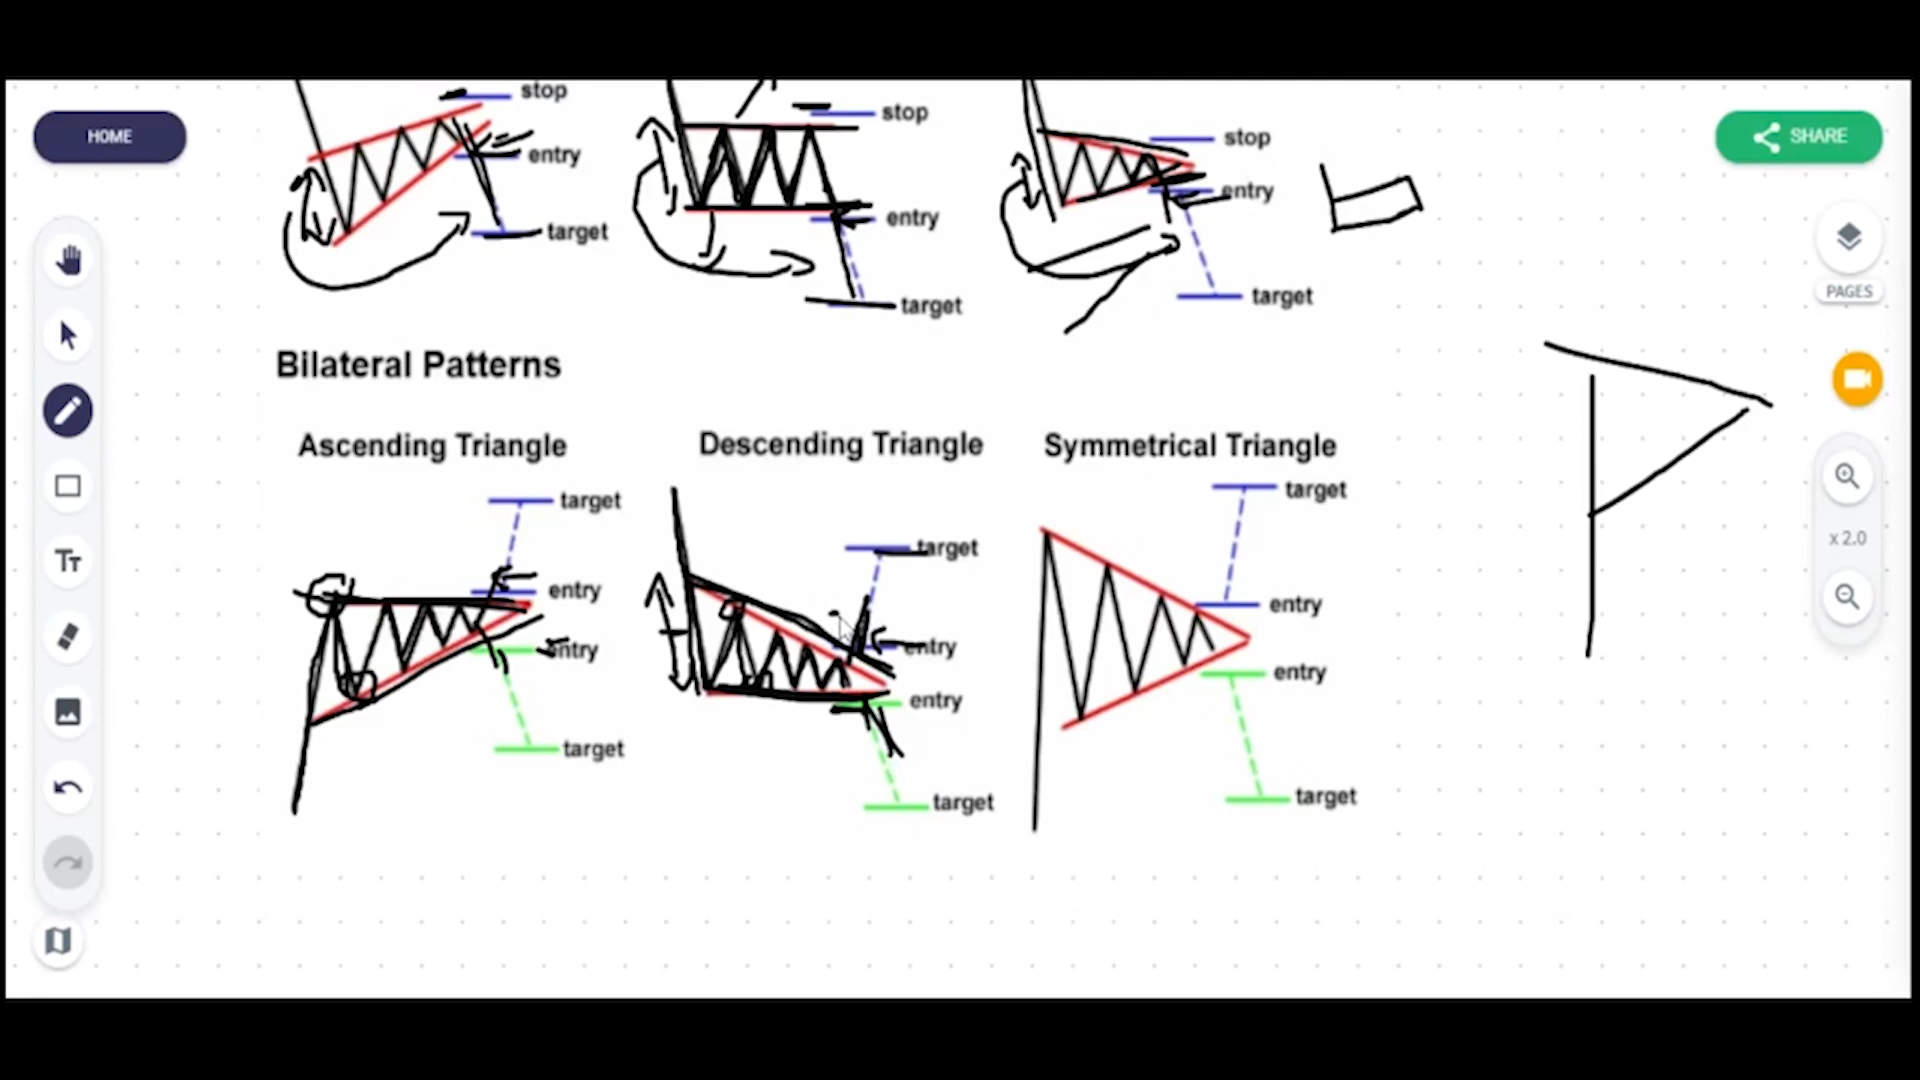 HOME
SHARE
stop
entry
target
stop
entry
target
stop
entry
target
PAGES
Bilateral Patterns
Ascending Triangle
Descending Triangle
Symmetrical Triangle
target
entry
entry
target
target
entry
entry
target
target
entry
entry
target
Tт
x 2.0